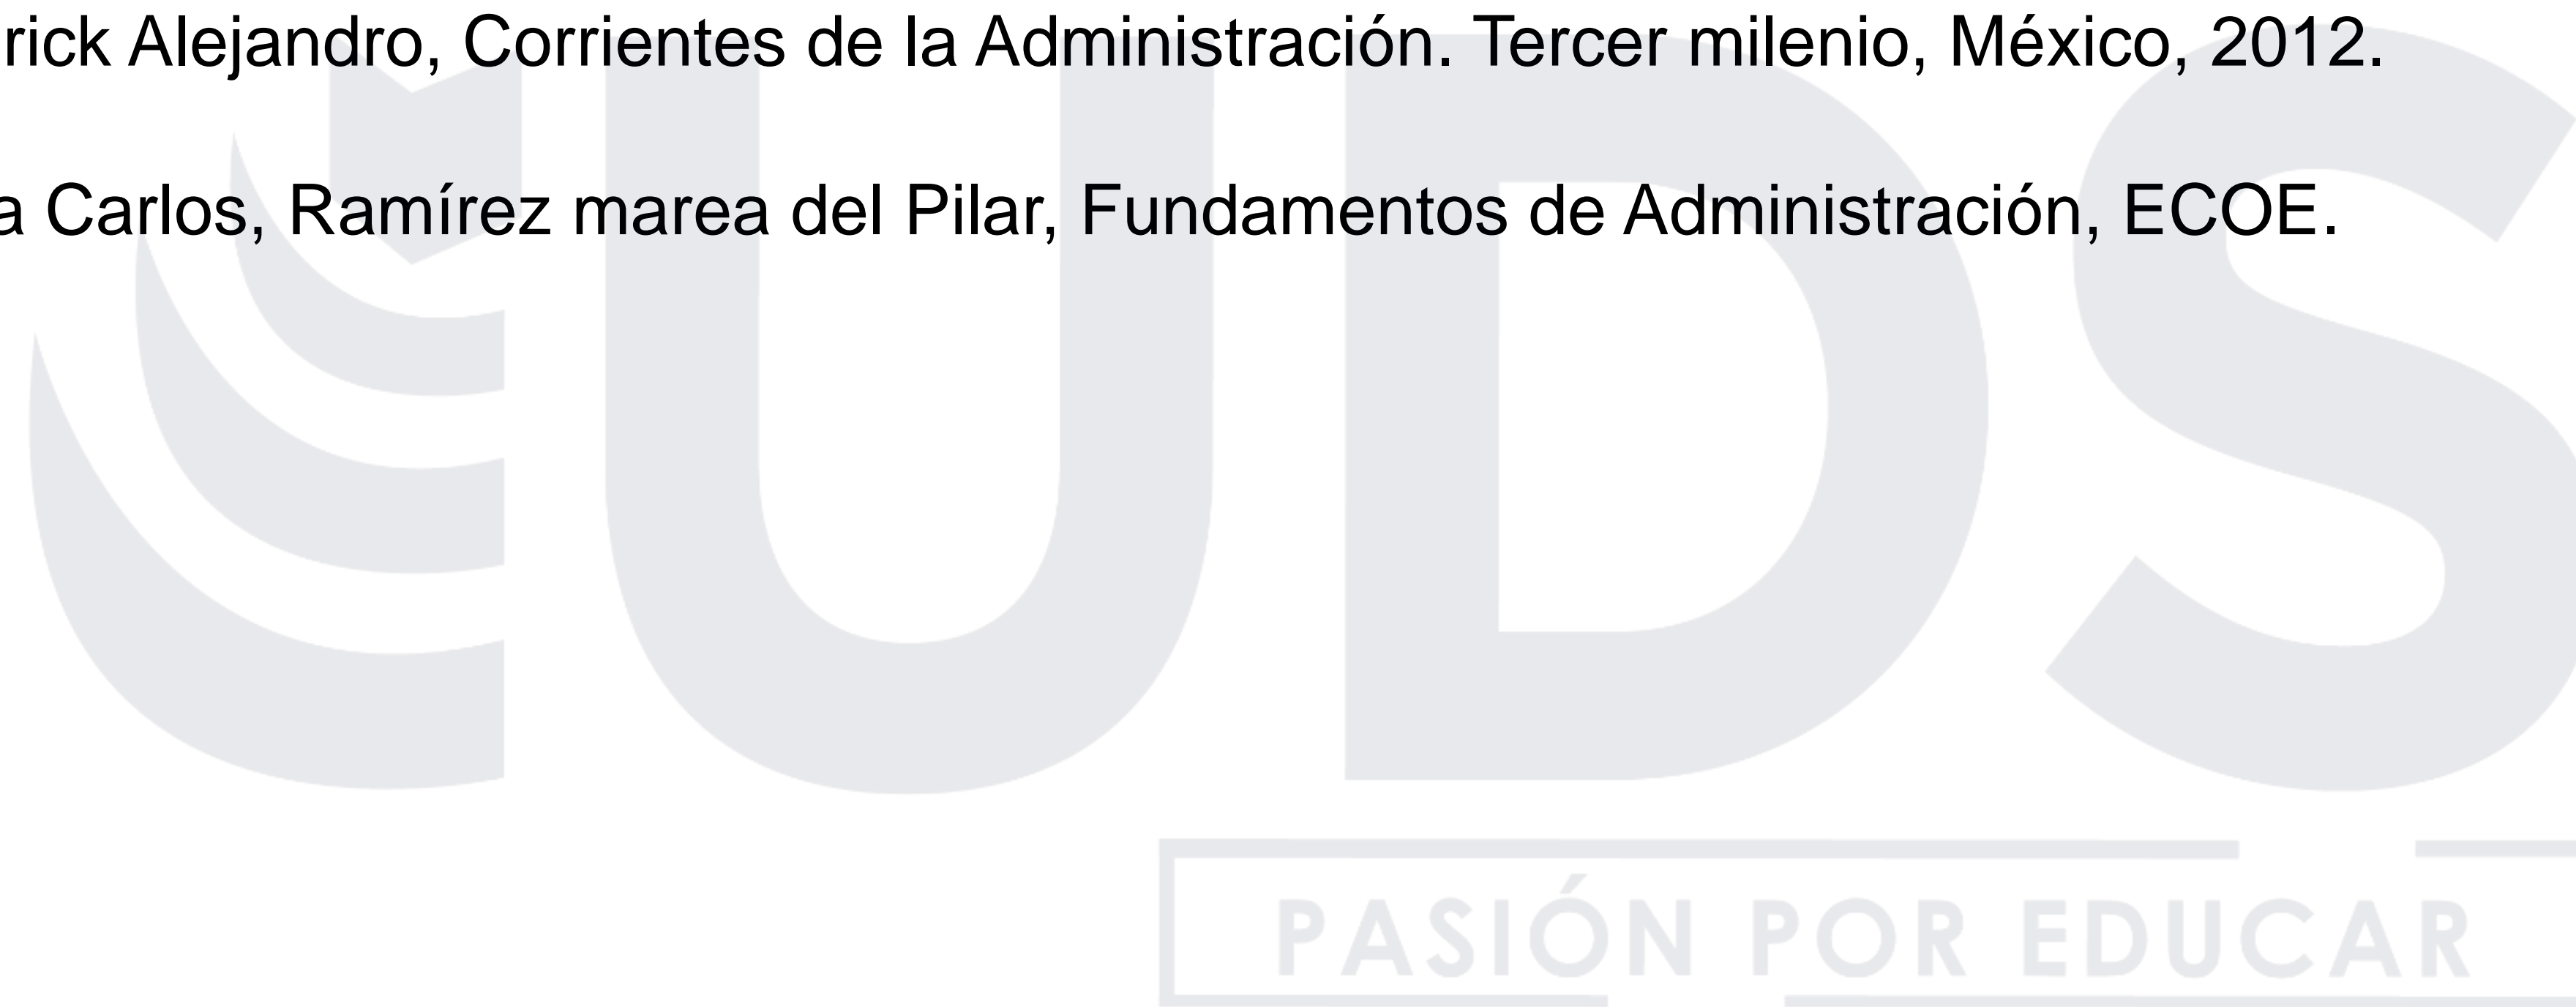 rick Alejandro, Corrientes de la Administración. Tercer milenio, México, 2012.
a Carlos, Ramírez marea del Pilar, Fundamentos de Administración, ECOE.
UDS
PASIÓN POR EDUCAR